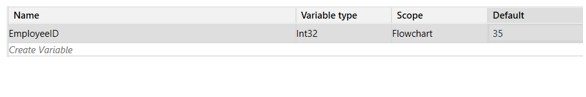 Name Variable type Scope Default
EmployeeID Int32 Flowchart 35
Create Variable